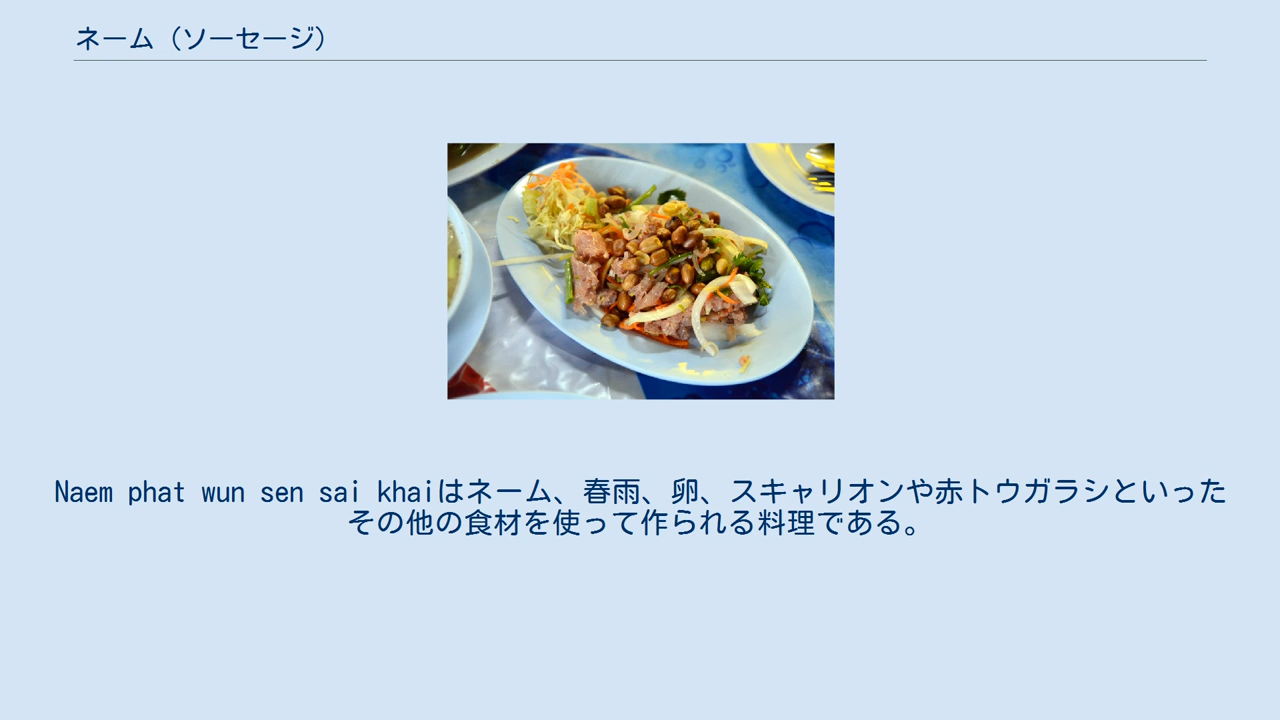 ネーム（ソーセージ）
Naem phat wun sen sai khaiはネーム、春雨、卵、スキャリオンや赤トウガラシといった
その他の食材を使って作られる料理である。